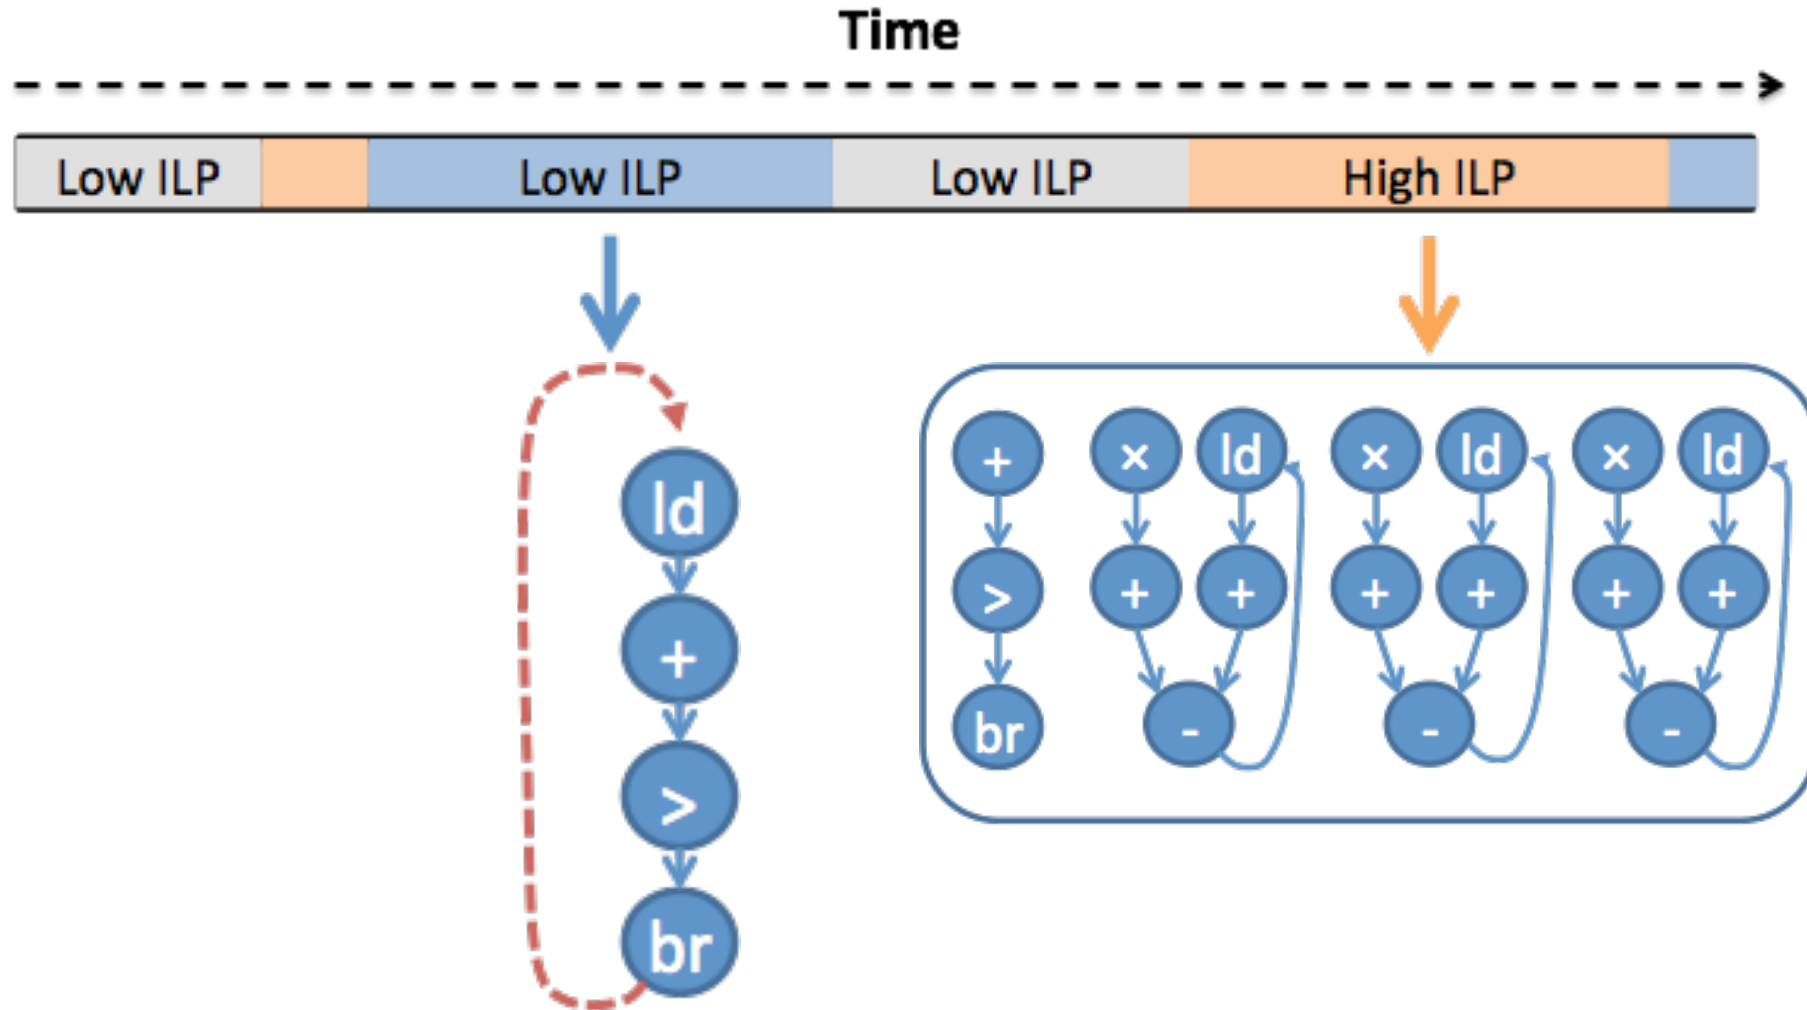 Time
Low ILP Low ILP Low ILP High ILP
+ × ld × ld × ld
ld
> + + + + + +
+
br - - -
>
br